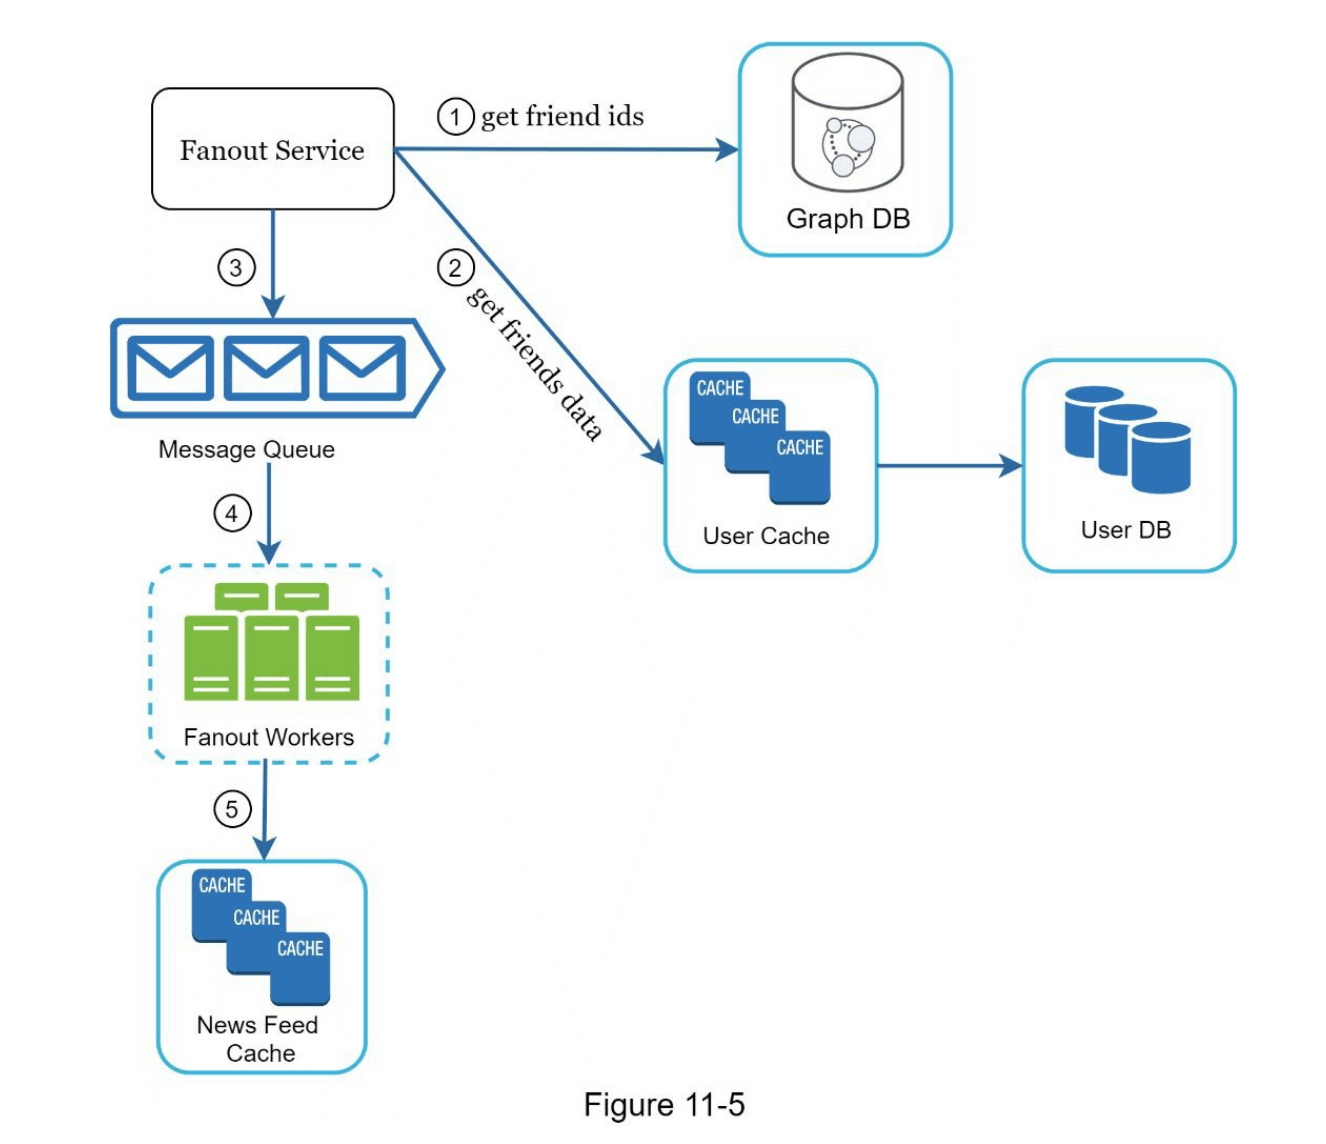 Fanout Service
1 get friend ids
Graph DB
2 get friends data
3
Message Queue
CACHE
CACHE
CACHE
User Cache
User DB
4
Fanout Workers
5
CACHE
CACHE
CACHE
News Feed
Cache
Figure 11-5